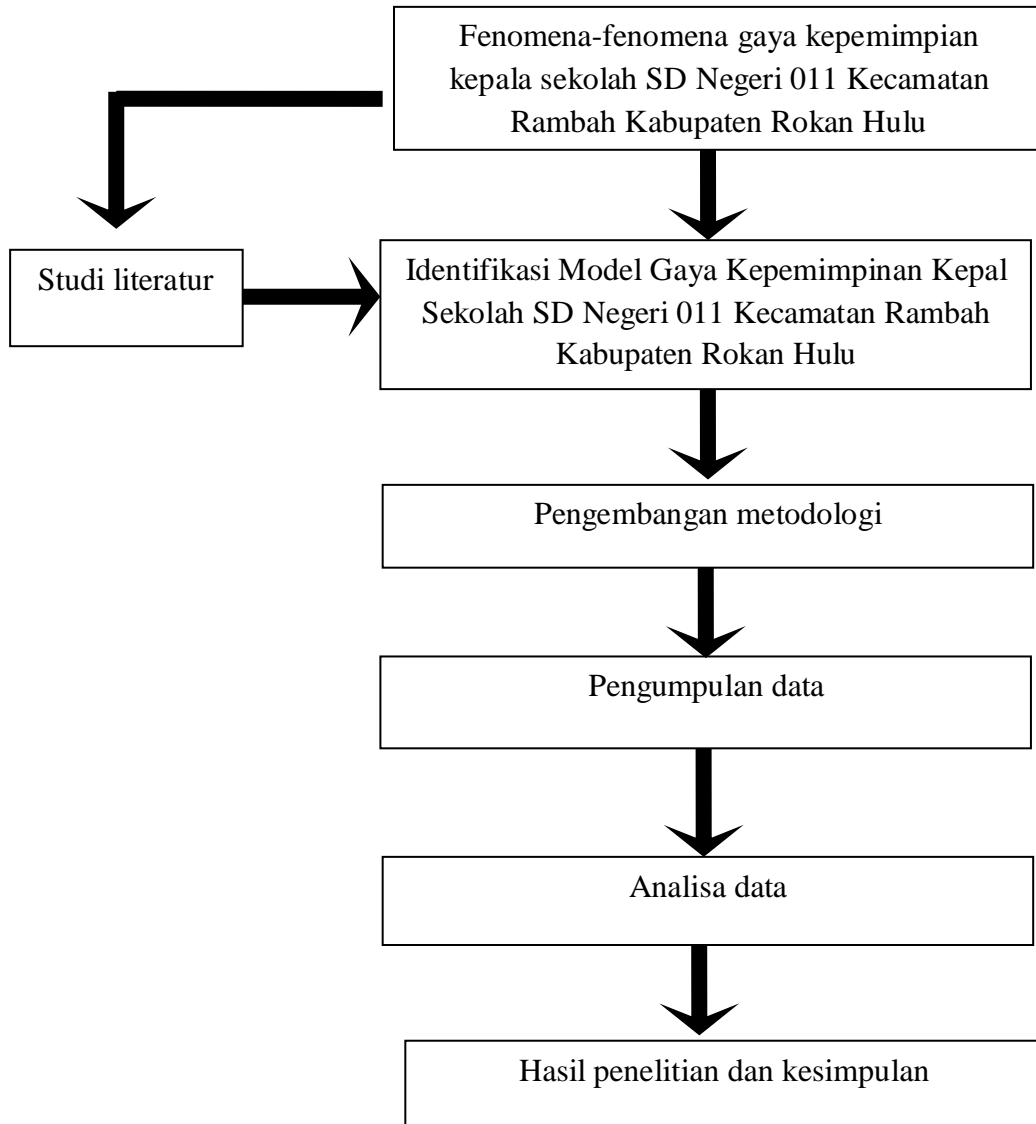 Fenomena-fenomena gaya kepemimpian
kepala sekolah SD Negeri 011 Kecamatan
Rambah Kabupaten Rokan Hulu
Studi literatur
Identifikasi Model Gaya Kepemimpinan Kepal
Sekolah SD Negeri 011 Kecamatan Rambah
Kabupaten Rokan Hulu
Pengembangan metodologi
Pengumpulan data
Analisa data
Hasil penelitian dan kesimpulan